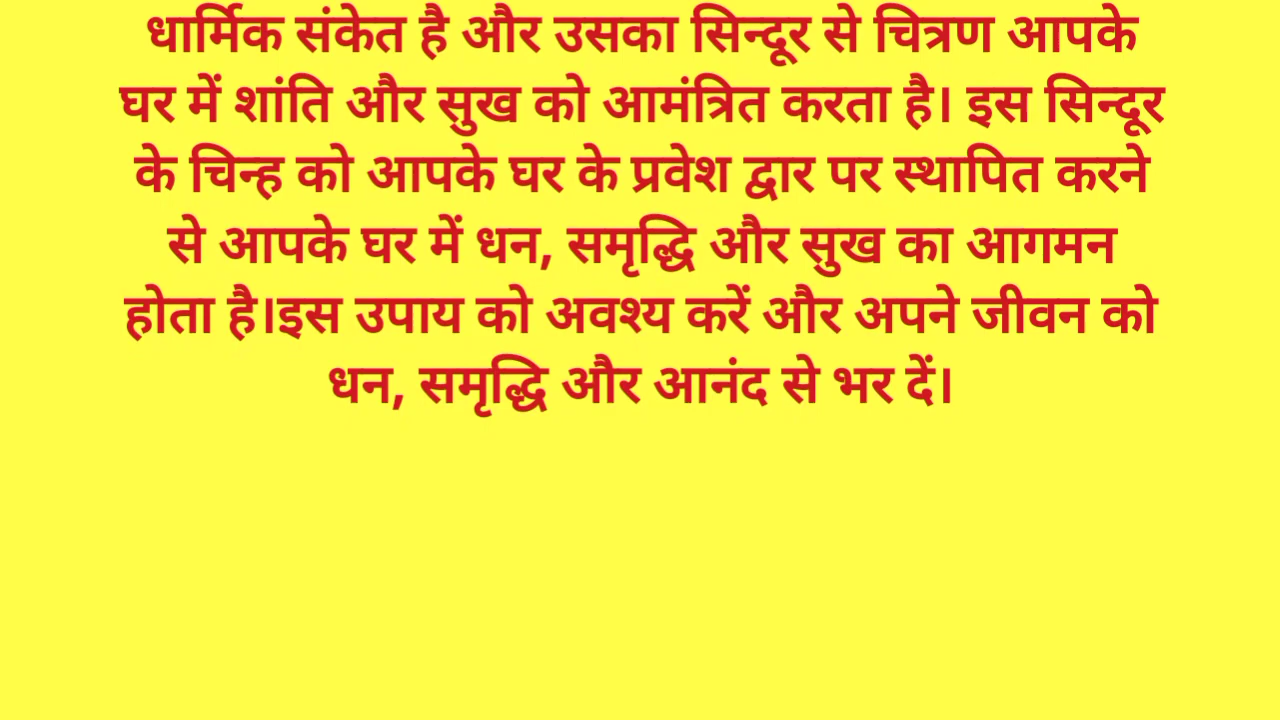 धार्मिक संकेत है और उसका सिन्दूर से चित्रण आपके
घर में शांति और सुख को आमंत्रित करता है। इस सिन्दूर
के चिन्ह को आपके घर के प्रवेश द्वार पर स्थापित करने
से आपके घर में धन, समृद्धि और सुख का आगमन
होता है।इस उपाय को अवश्य करें और अपने जीवन को
धन, समृद्धि और आनंद से भर दें।